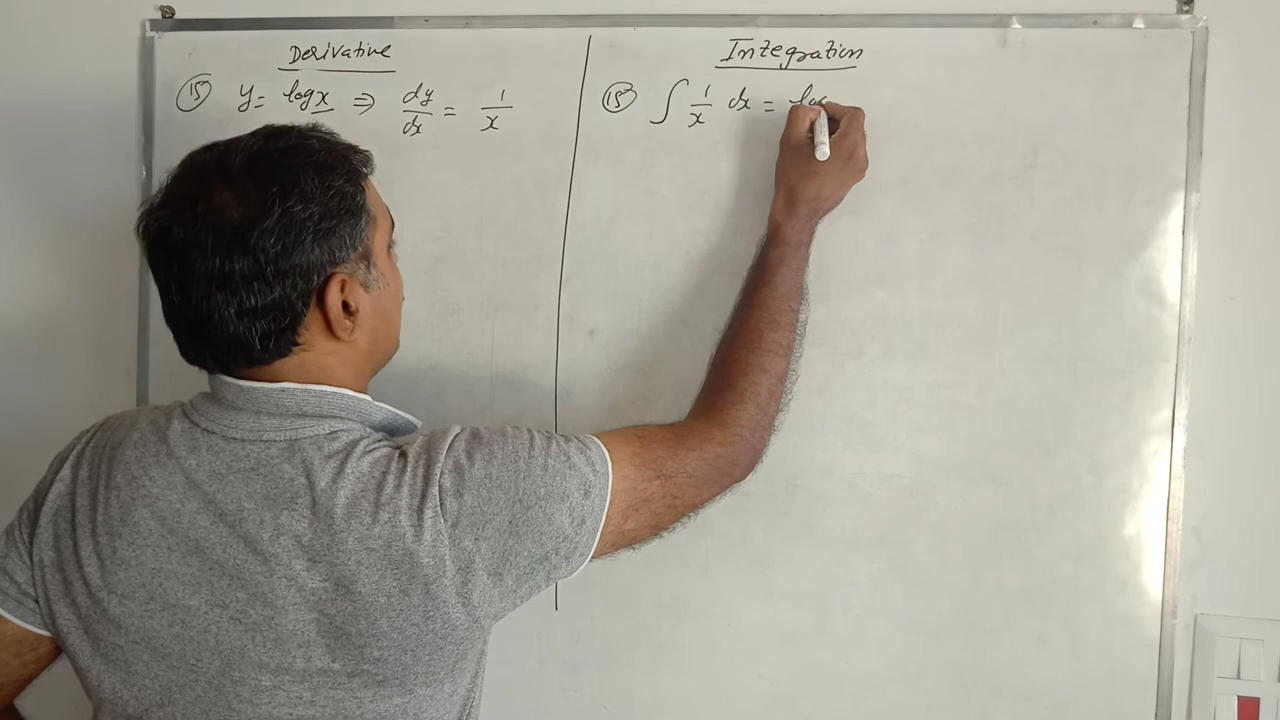 Derivative
(15) y = log x ⇒ dy/dx = 1/x
Integration
(15) ∫ 1/x dx = log